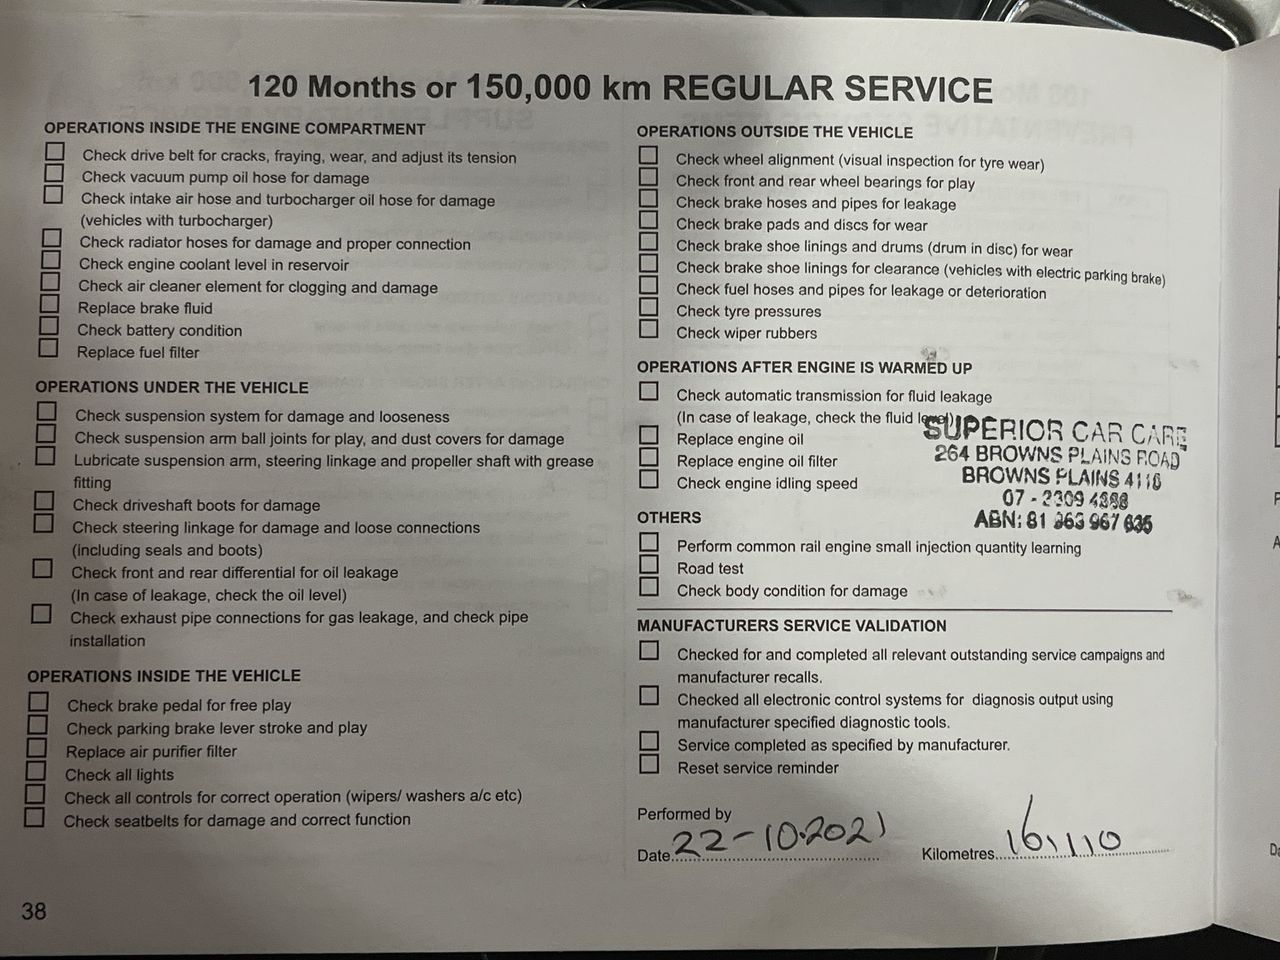 120 Months or 150,000 km REGULAR SERVICE
OPERATIONS INSIDE THE ENGINE COMPARTMENT
Check drive belt for cracks, fraying, wear, and adjust its tension
Check vacuum pump oil hose for damage
Check intake air hose and turbocharger oil hose for damage
(vehicles with turbocharger)
Check radiator hoses for damage and proper connection
Check engine coolant level in reservoir
Check air cleaner element for clogging and damage
Replace brake fluid
Check battery condition
Replace fuel filter
OPERATIONS UNDER THE VEHICLE
Check suspension system for damage and looseness
Check suspension arm ball joints for play, and dust covers for damage
Lubricate suspension arm, steering linkage and propeller shaft with grease
fitting
Check driveshaft boots for damage
Check steering linkage for damage and loose connections
(including seals and boots)
Check front and rear differential for oil leakage
(In case of leakage, check the oil level)
Check exhaust pipe connections for gas leakage, and check pipe
installation
OPERATIONS INSIDE THE VEHICLE
Check brake pedal for free play
Check parking brake lever stroke and play
Replace air purifier filter
Check all lights
Check all controls for correct operation (wipers/ washers a/c etc)
Check seatbelts for damage and correct function
38
OPERATIONS OUTSIDE THE VEHICLE
Check wheel alignment (visual inspection for tyre wear)
Check front and rear wheel bearings for play
Check brake hoses and pipes for leakage
Check brake pads and discs for wear
Check brake shoe linings and drums (drum in disc) for wear
Check brake shoe linings for clearance (vehicles with electric parking brake)
Check fuel hoses and pipes for leakage or deterioration
Check tyre pressures
Check wiper rubbers
OPERATIONS AFTER ENGINE IS WARMED UP
Check automatic transmission for fluid leakage
(In case of leakage, check the fluid level)
Replace engine oil
Replace engine oil filter
Check engine idling speed
SUPERIOR CAR CARE
264 BROWNS PLAINS ROAD
BROWNS PLAINS 4118
07 -
ABN: 81
OTHERS
Perform common rail engine small injection quantity learning
Road test
Check body condition for damage
MANUFACTURERS SERVICE VALIDATION
Checked for and completed all relevant outstanding service campaigns and
manufacturer recalls.
Checked all electronic control systems for diagnosis output using
manufacturer specified diagnostic tools.
Service completed as specified by manufacturer.
Reset service reminder
Performed by
Date 22-10.2021
Kilometres 161,110